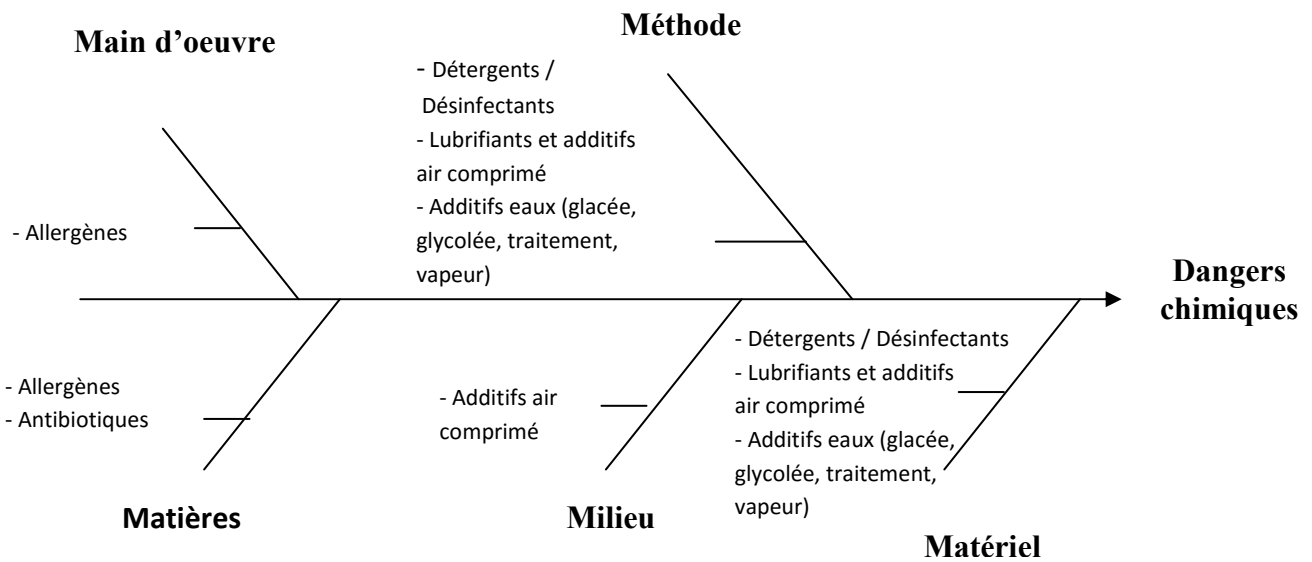 Main d’oeuvre
Méthode
- Détergents /
Désinfectants
- Lubrifiants et additifs
air comprimé
- Additifs eaux (glacée,
glycolée, traitement,
vapeur)
- Allergènes
Dangers
chimiques
- Allergènes
- Antibiotiques
- Additifs air
comprimé
- Détergents / Désinfectants
- Lubrifiants et additifs
air comprimé
- Additifs eaux (glacée,
glycolée, traitement,
vapeur)
Matières
Milieu
Matériel